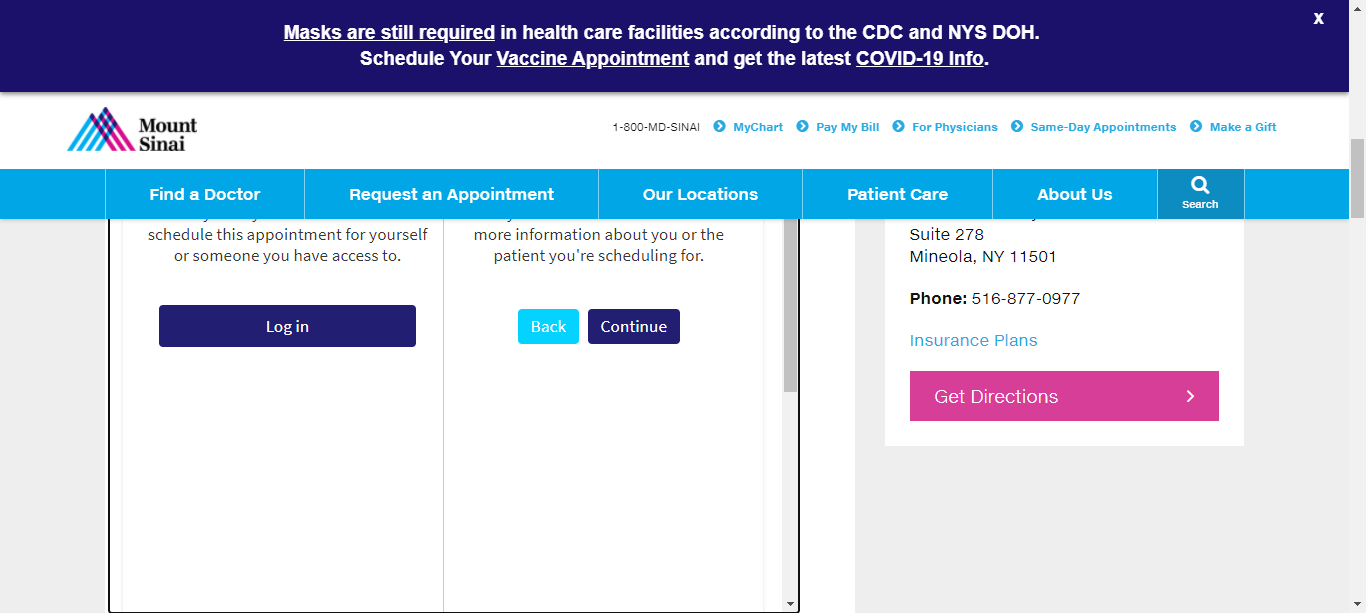 Masks are still required in health care facilities according to the CDC and NYS DOH.
Schedule Your Vaccine Appointment and get the latest COVID-19 Info.
X
Mount
Sinai
1-800-MD-SINAI MyChart Pay My Bill For Physicians Same-Day Appointments Make a Gift
Find a Doctor Request an Appointment Our Locations Patient Care About Us Search
schedule this appointment for yourself
or someone you have access to.
Log in
more information about you or the
patient you're scheduling for.
Back Continue
Suite 278
Mineola, NY 11501
Phone: 516-877-0977
Insurance Plans
Get Directions